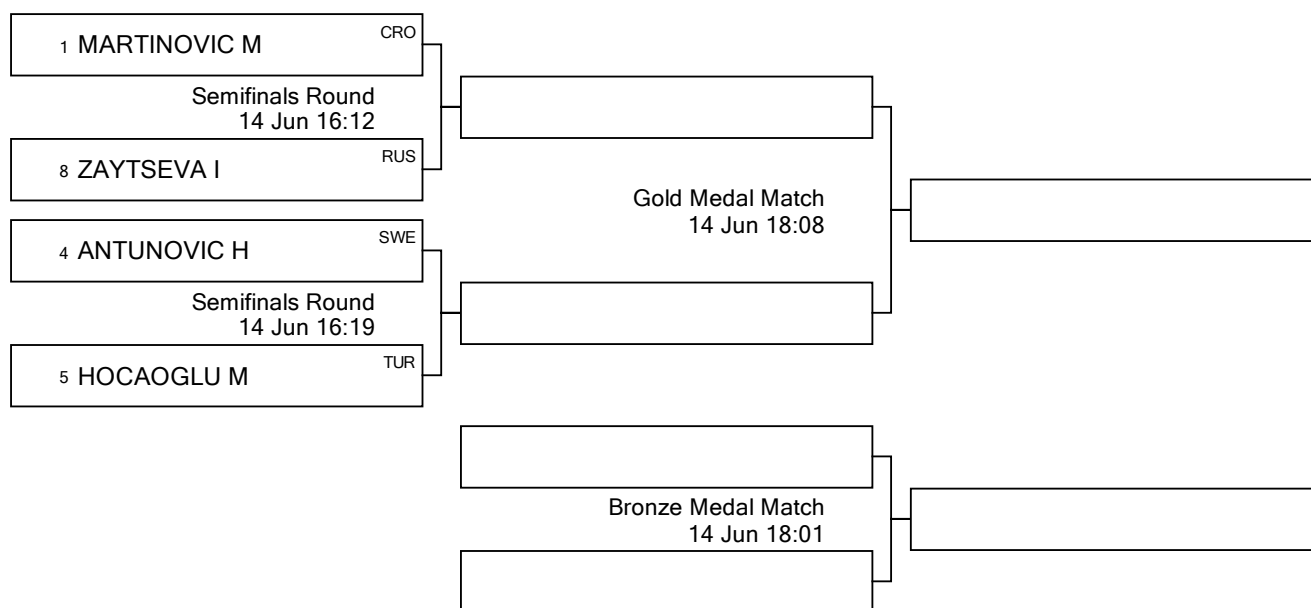 1 MARTINOVIC M CRO
Semifinals Round
14 Jun 16:12
8 ZAYTSEVA I RUS
Gold Medal Match
14 Jun 18:08
4 ANTUNOVIC H SWE
Semifinals Round
14 Jun 16:19
5 HOCAOGLU M TUR
Bronze Medal Match
14 Jun 18:01